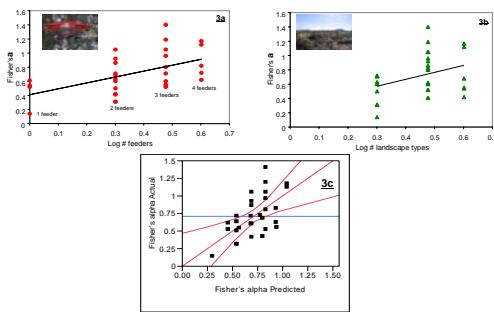 3a
Fisher's a
1.6
1.4
1.2
1
0.8
0.6
0.4
0.2
0
1 feeder
2 feeders
3 feeders
4 feeders
0 0.1 0.2 0.3 0.4 0.5 0.6 0.7
Log # feeders
3b
Fisher's a
1.6
1.4
1.2
1
0.8
0.6
0.4
0.2
0
0 0.1 0.2 0.3 0.4 0.5 0.6 0.7
Log # landscape types
3c
Fisher's alpha Actual
1.5
1.25
1
0.75
0.5
0.25
0
0.00 0.25 0.50 0.75 1.00 1.25 1.50
Fisher's alpha Predicted